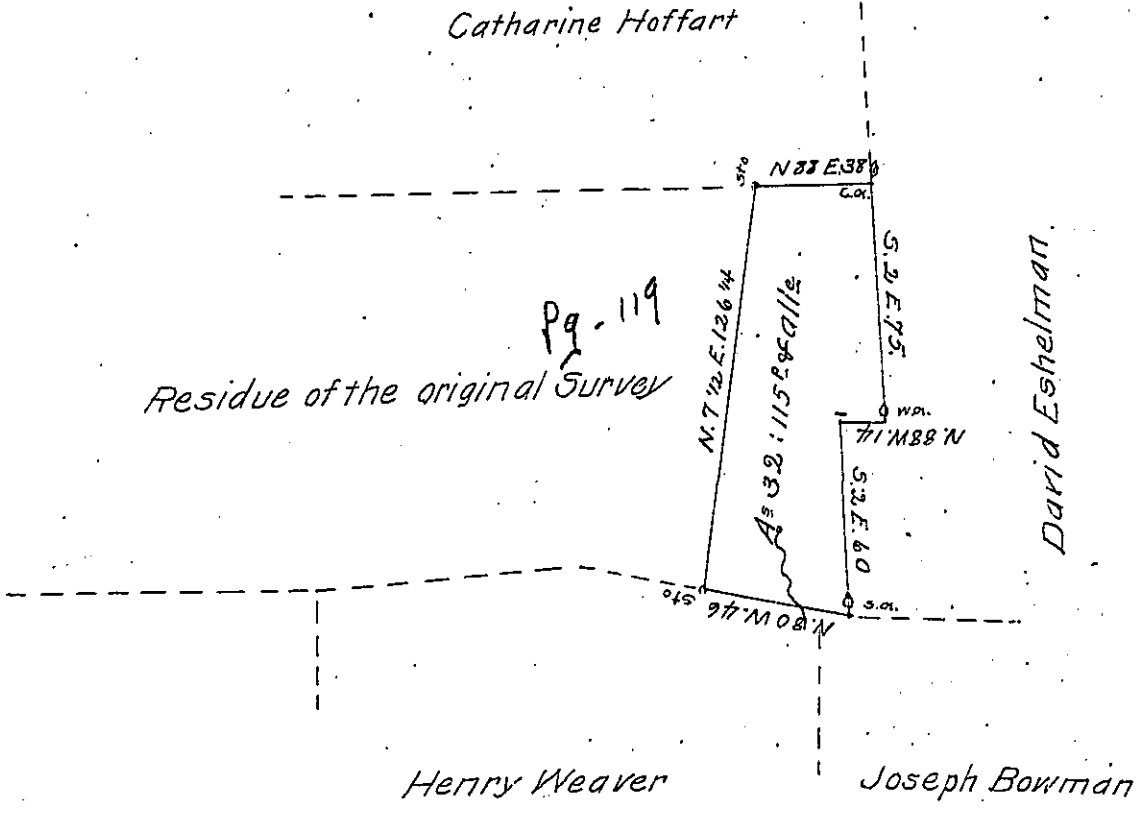 Catharine Hoffart
Sto
N 88 E.38
C.O.
S. 2 E. 75.
N. 7 1/2 E. 126 1/4
As 32 : 115 P. & alle
Pg. 119
Residue of the original Survey
David Eshelman.
W.O.
N. 88 W. 14
S. 2 E. 60
Sto
N. 80 W. 46
S.O.
Henry Weaver
Joseph Bowman